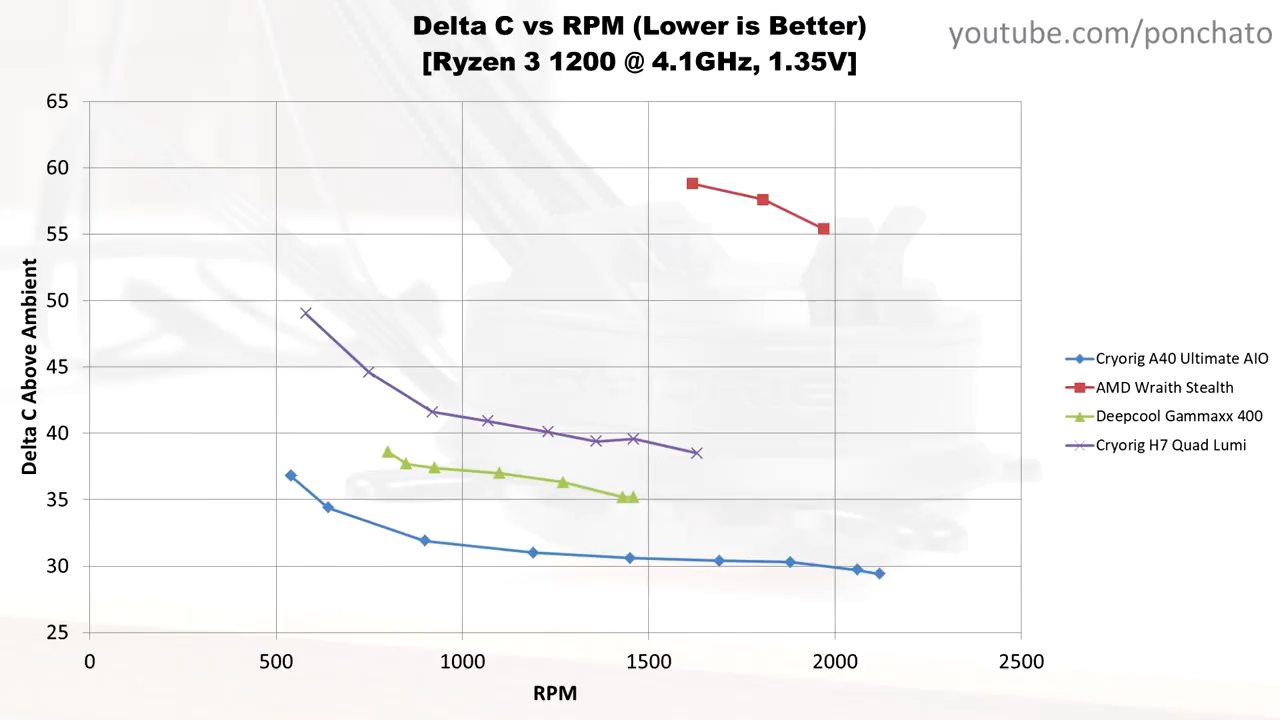 Delta C vs RPM (Lower is Better)
[Ryzen 3 1200 @ 4.1GHz, 1.35V]
youtube.com/ponchato
65
60
55
50
45
40
35
30
25
Delta C Above Ambient
0
500
1000
1500
2000
2500
RPM
Cryorig A40 Ultimate AIO
AMD Wraith Stealth
Deepcool Gammaxx 400
Cryorig H7 Quad Lumi